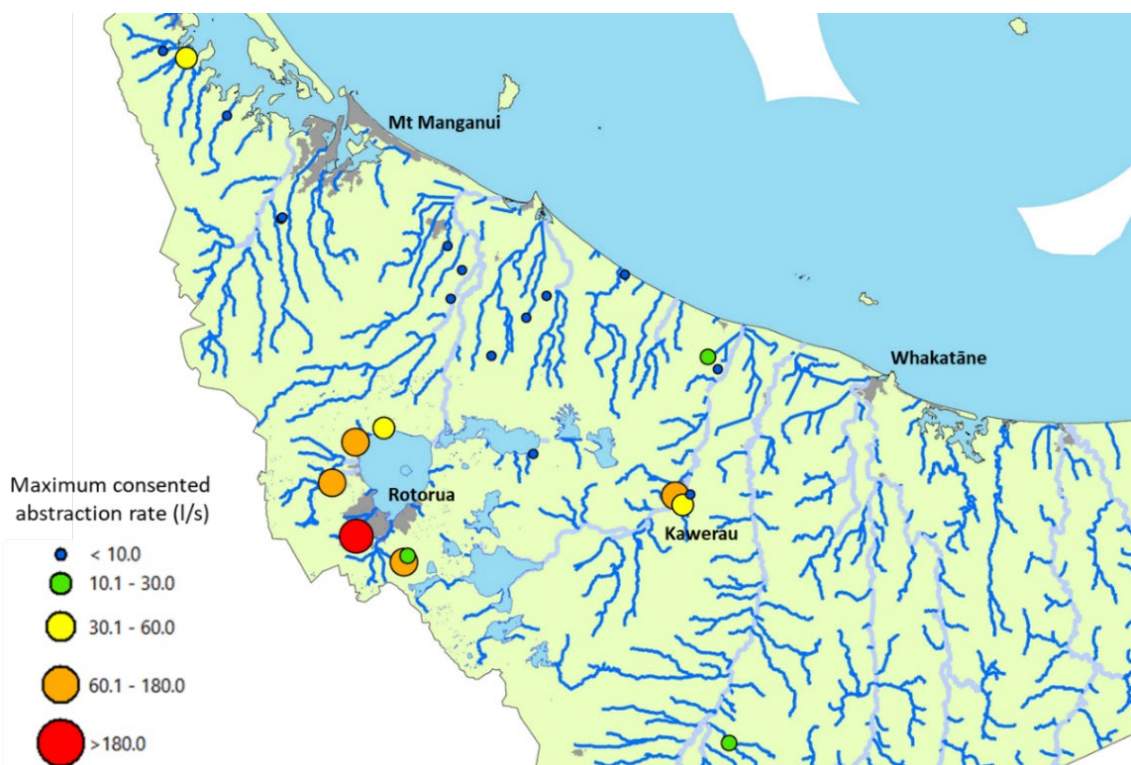 Mt Manganui
Whakatāne
Rotorua
Kawerau
Maximum consented
abstraction rate (l/s)
< 10.0
10.1 - 30.0
30.1 - 60.0
60.1 - 180.0
>180.0